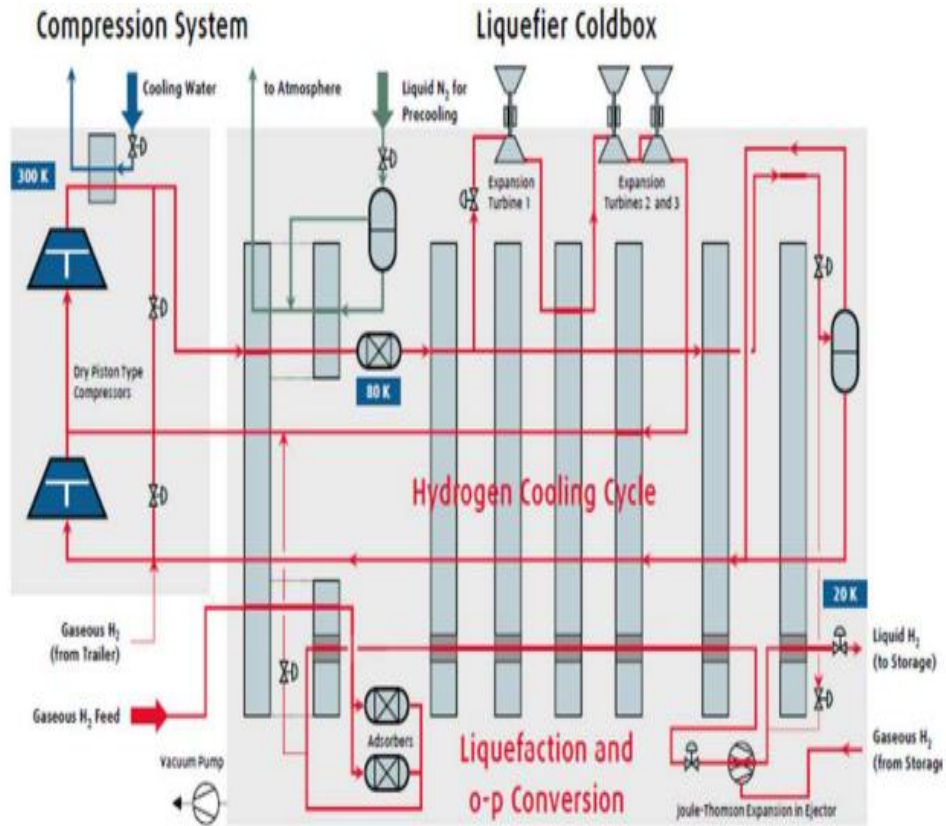 Compression System
Liquefier Coldbox
Cooling Water
to Atmosphere
Liquid N₂ for
Precooling
300 K
Expansion
Turbine 1
Expansion
Turbines 2 and 3
Dry Piston Type
Compressors
80 K
Hydrogen Cooling Cycle
20 K
Gaseous H₂
(from Trailer)
Liquid H₂
(to Storage)
Gaseous H₂ Feed
Adsorbers
Liquefaction and
o-p Conversion
Gaseous H₂
(from Storage
Vacuum Pump
Joule-Thomson Expansion in Ejector